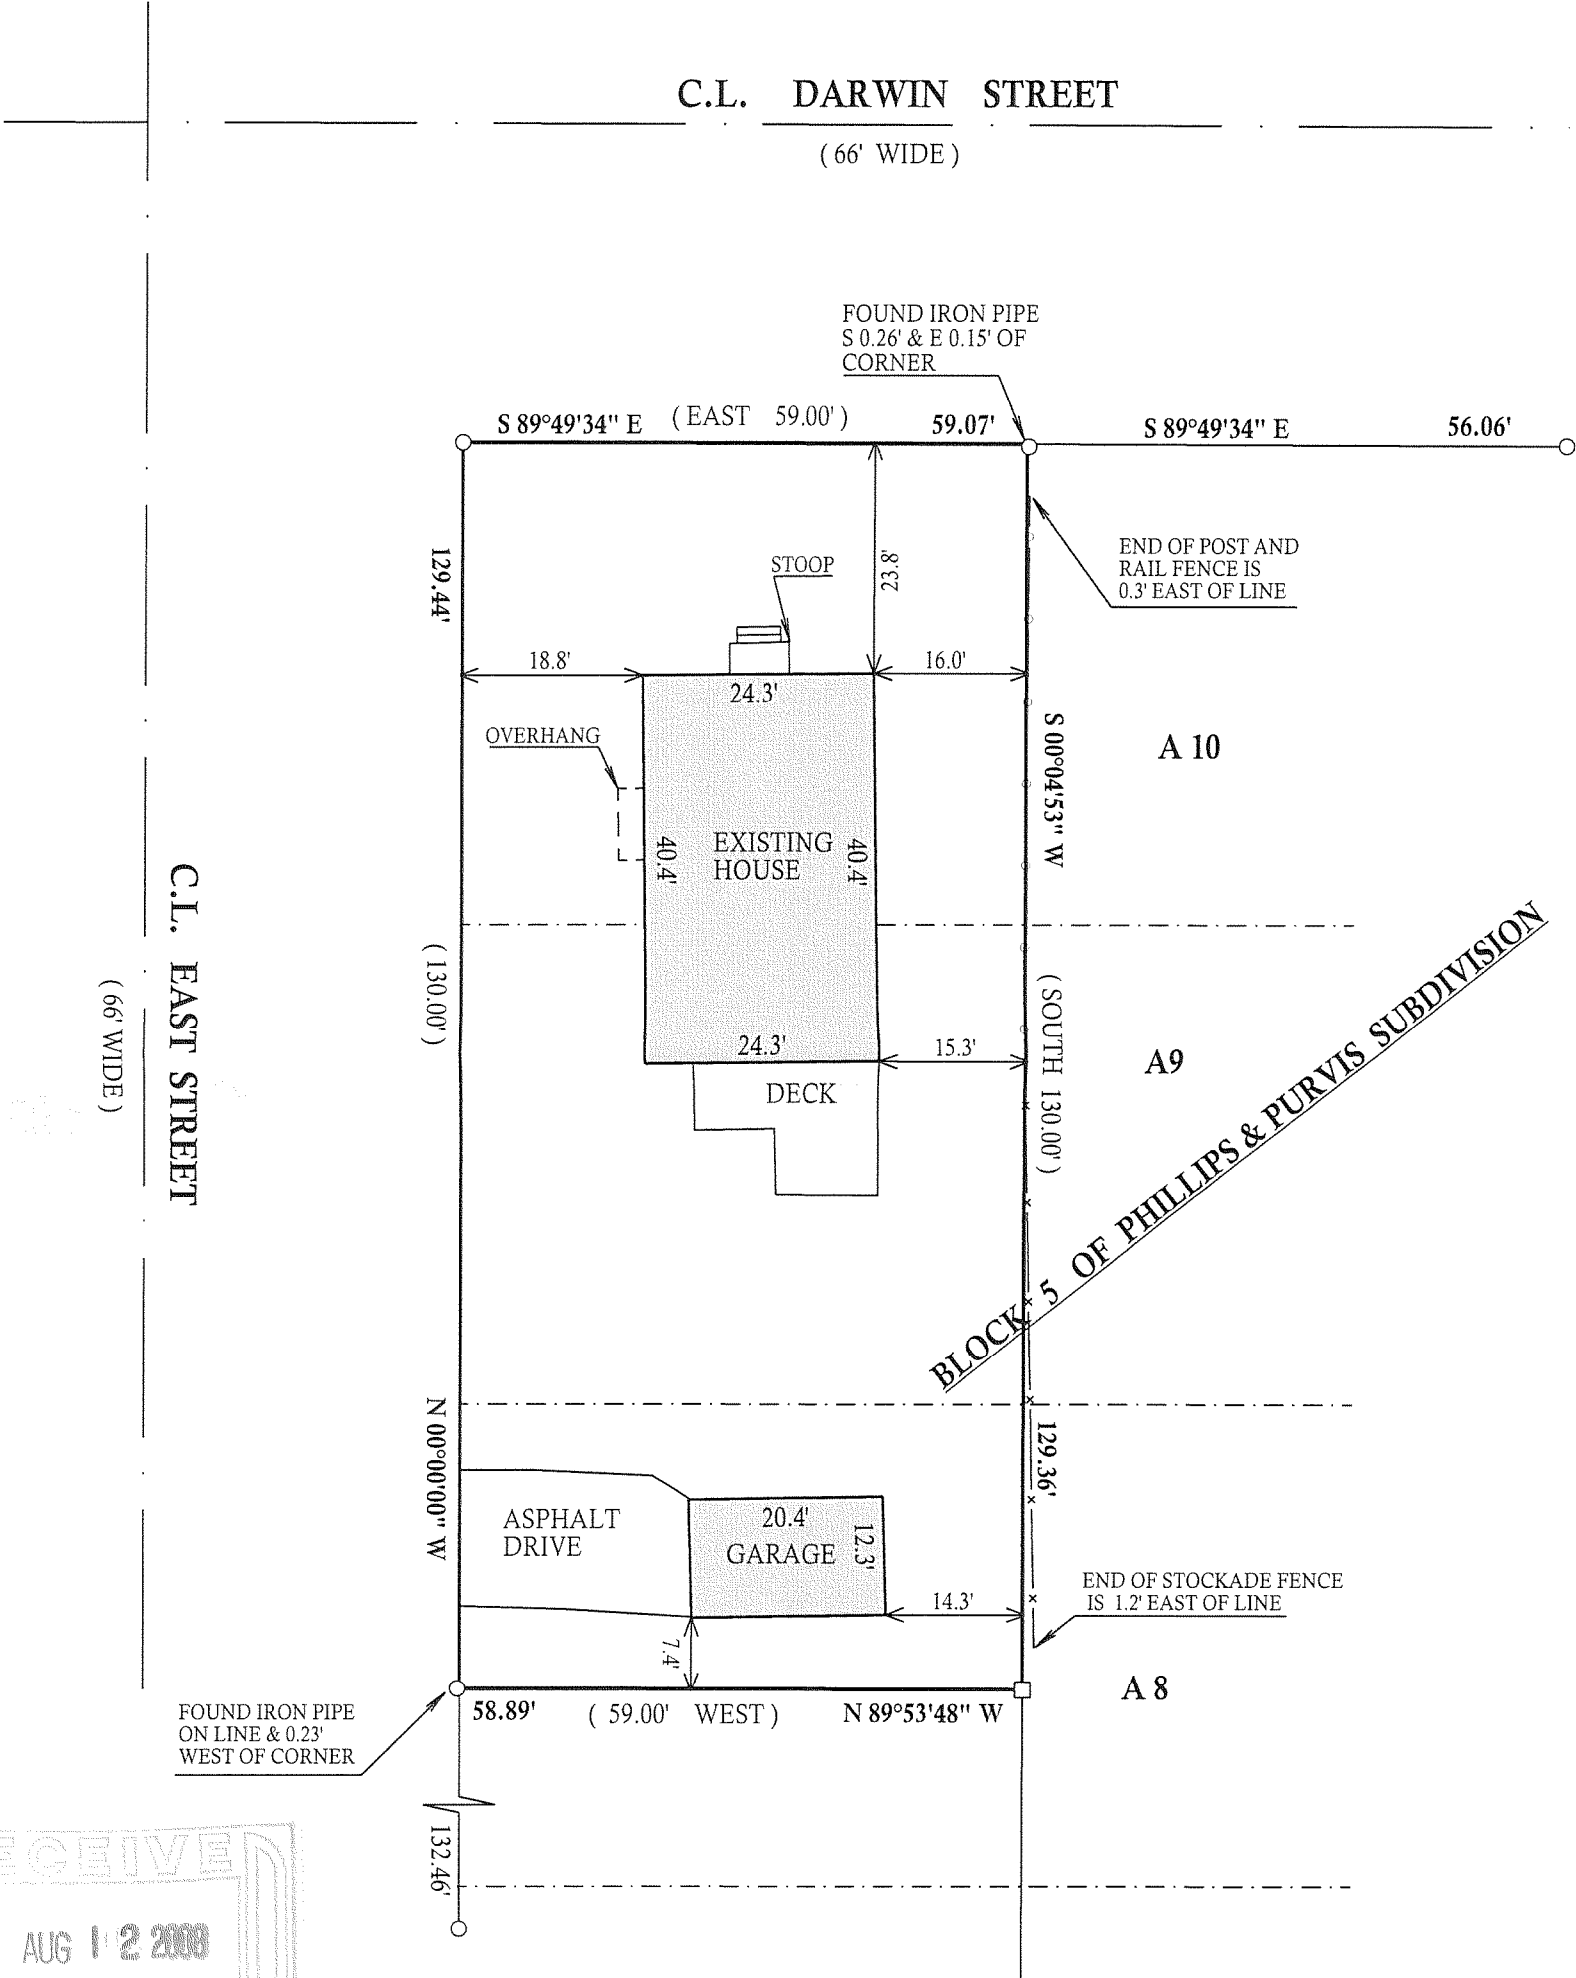 C.L. DARWIN STREET
( 66' WIDE )
FOUND IRON PIPE
S 0.26' & E 0.15' OF
CORNER
S 89°49'34" E
( EAST 59.00' )
59.07'
S 89°49'34" E
56.06'
129.44'
STOOP
23.8'
END OF POST AND
RAIL FENCE IS
0.3' EAST OF LINE
18.8'
24.3'
16.0'
OVERHANG
S 00°04'53" W
A 10
40.4'
EXISTING
HOUSE
40.4'
C.L. EAST STREET
( 66' WIDE )
( 130.00' )
24.3'
15.3'
DECK
( SOUTH 130.00' )
A9
BLOCK 5 OF PHILLIPS & PURVIS SUBDIVISION
N 00°00'00" W
129.36'
ASPHALT
DRIVE
20.4'
GARAGE
12.3'
14.3'
7.4'
END OF STOCKADE FENCE
IS 1.2' EAST OF LINE
A 8
58.89'
( 59.00' WEST )
N 89°53'48" W
FOUND IRON PIPE
ON LINE & 0.23'
WEST OF CORNER
132.46'
ECEIVE
AUG 12 2008